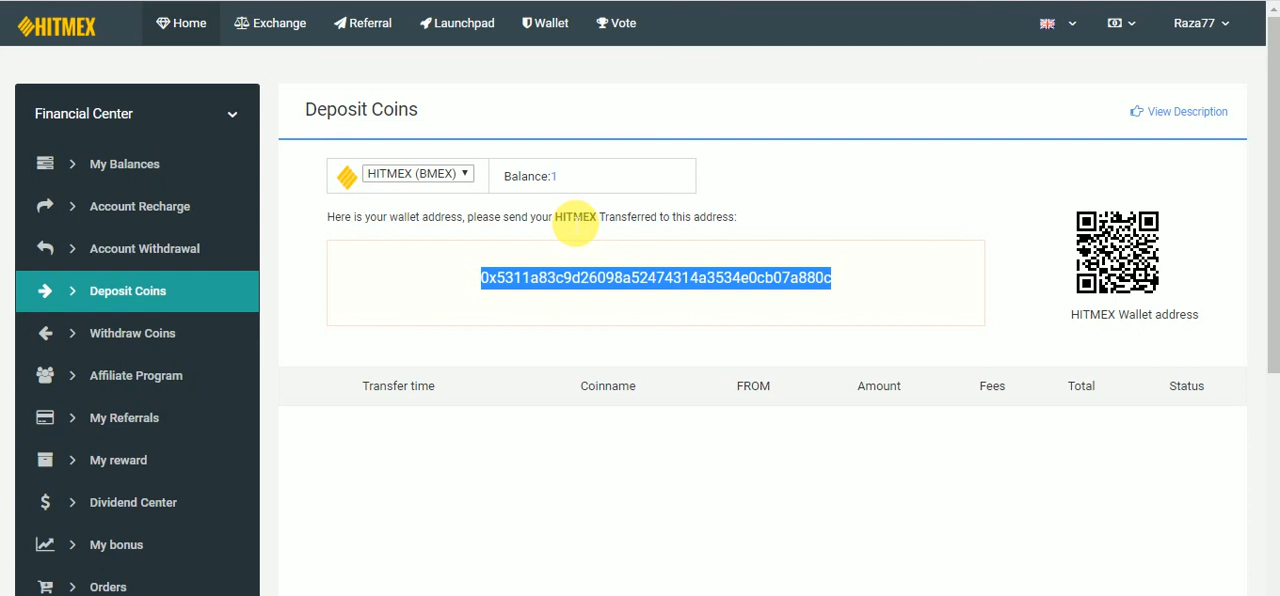 HITMEX
Home
Exchange
Referral
Launchpad
Wallet
Vote
Raza77
Financial Center
My Balances
Account Recharge
Account Withdrawal
Deposit Coins
Withdraw Coins
Affiliate Program
My Referrals
My reward
Dividend Center
My bonus
Orders
Deposit Coins
View Description
HITMEX (BMEX)
Balance:1
Here is your wallet address, please send your HITMEX Transferred to this address:
0x5311a83c9d26098a52474314a3534e0cb07a880c
HITMEX Wallet address
Transfer time Coinname FROM Amount Fees Total Status